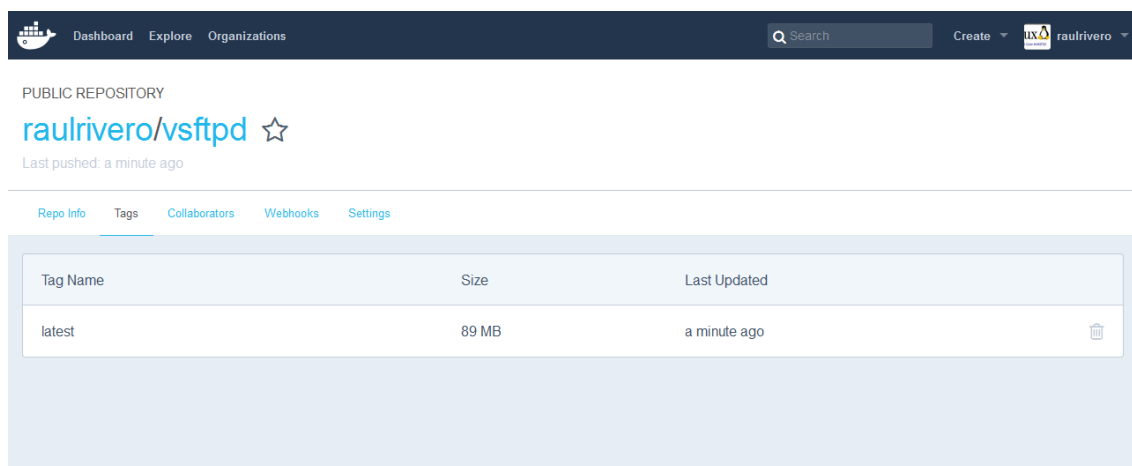 Dashboard Explore Organizations Search Create raulrivero
PUBLIC REPOSITORY
raulrivero/vsftpd
Last pushed: a minute ago
Repo Info Tags Collaborators Webhooks Settings
Tag Name Size Last Updated
latest 89 MB a minute ago